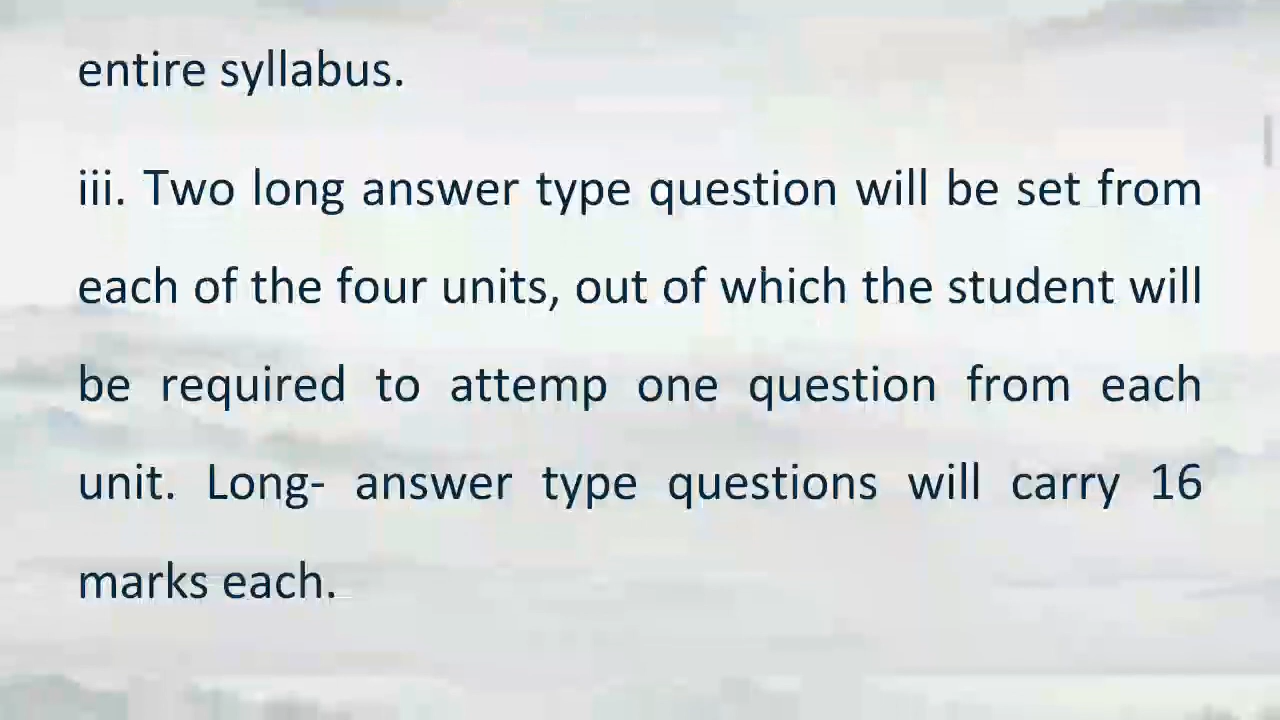 entire syllabus.
iii. Two long answer type question will be set from
each of the four units, out of which the student will
be required to attemp one question from each
unit. Long- answer type questions will carry 16
marks each.